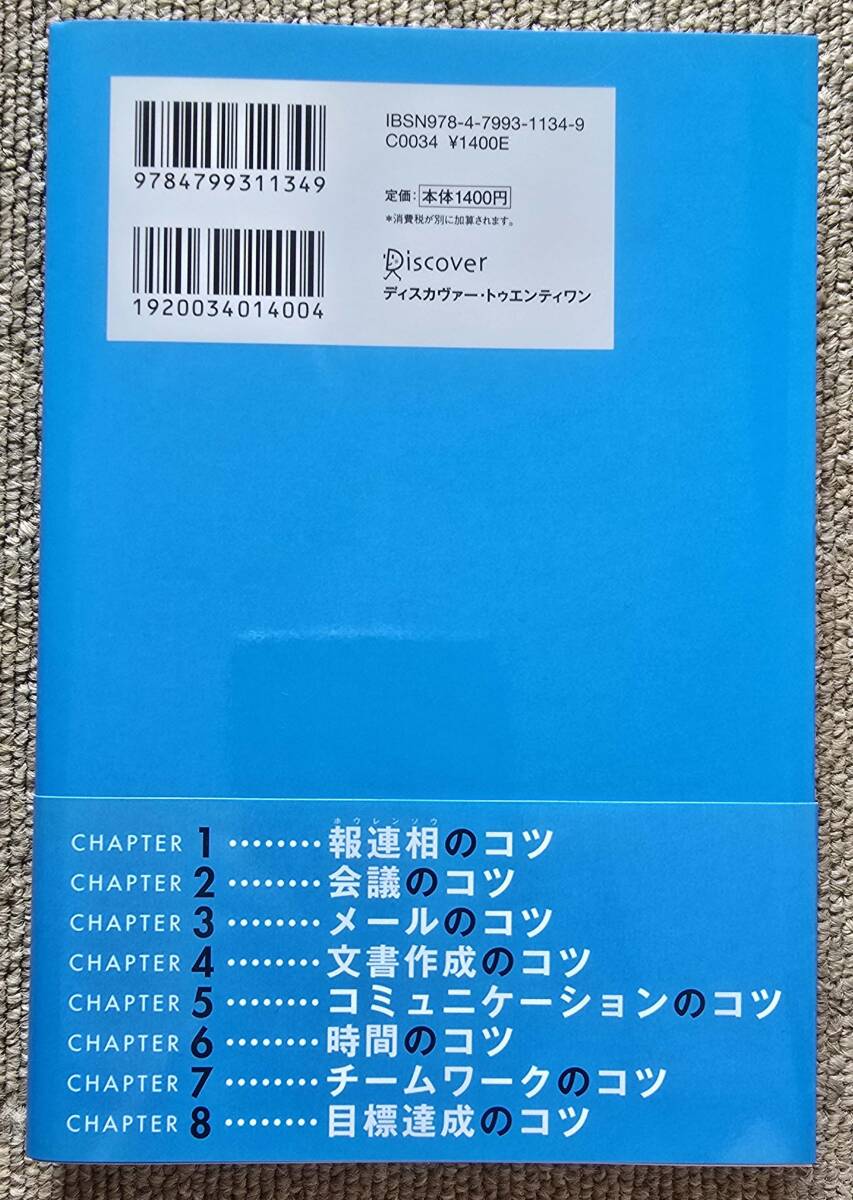 IBSN978-4-7993-1134-9
C0034 ¥1400E
9784799311349
定価：本体1400円
*消費税が別に加算されます。
1920034014004
Discover
ディスカヴァー・トゥエンティワン
ホウレンソウ
CHAPTER 1 ········報連相のコツ
CHAPTER 2 ········会議のコツ
CHAPTER 3 ········メールのコツ
CHAPTER 4 ········文書作成のコツ
CHAPTER 5 ········コミュニケーションのコツ
CHAPTER 6 ········時間のコツ
CHAPTER 7 ········チームワークのコツ
CHAPTER 8 ········目標達成のコツ